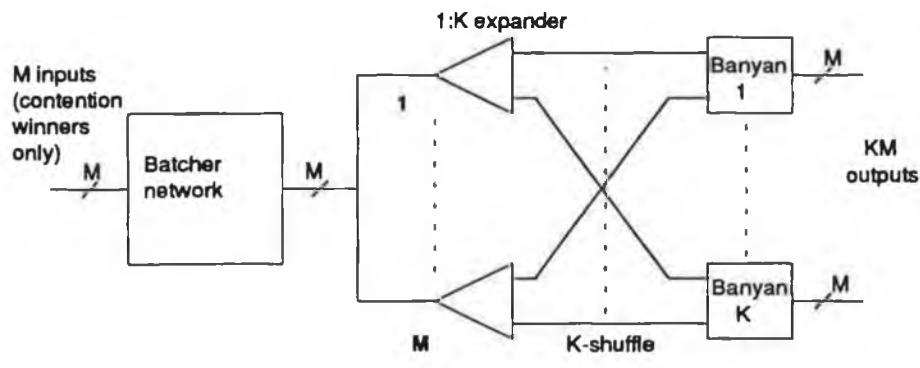 1:K expander
M inputs
(contention
winners
only)
M
Batcher
network
M
1
M
K-shuffle
Banyan
1
M
KM
outputs
Banyan
K
M